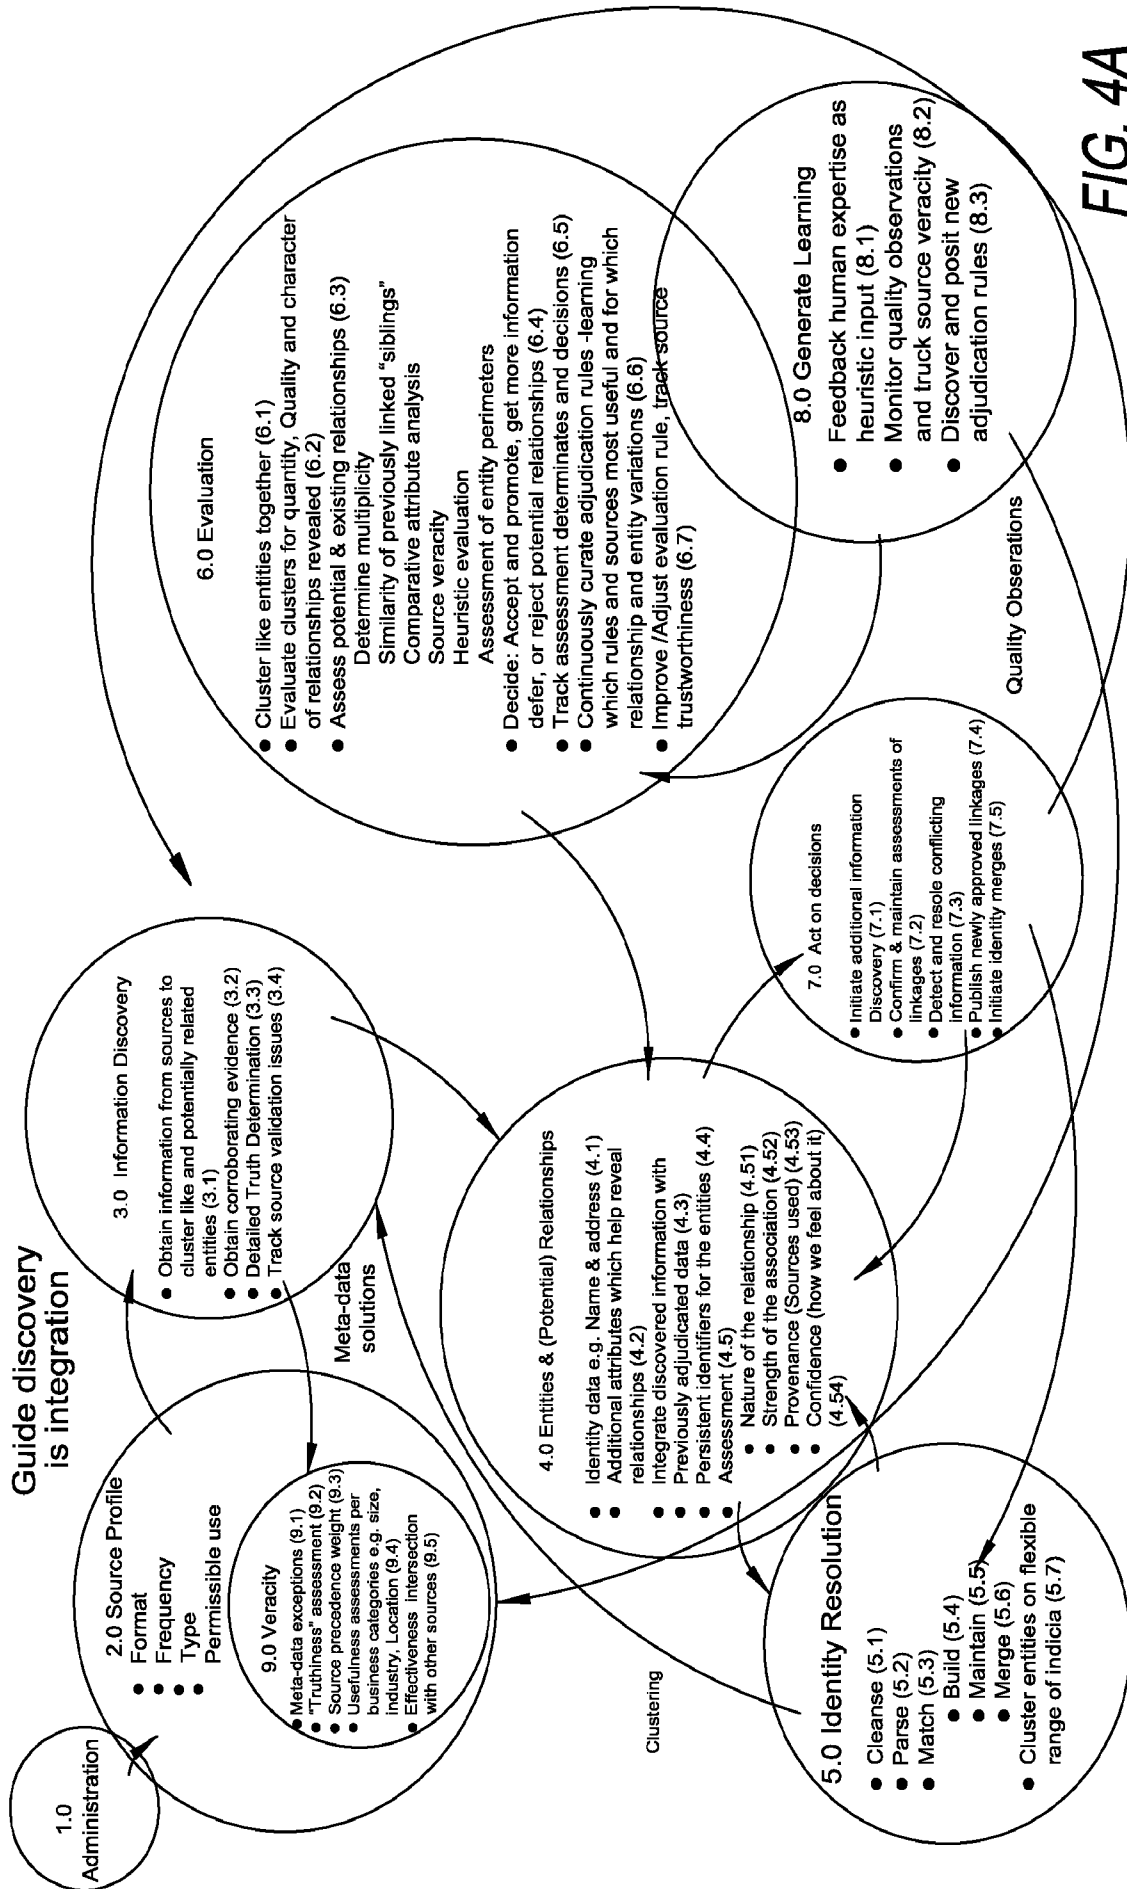 Guide discovery
is integration
1.0
Administration
2.0 Source Profile
● Format
● Frequency
● Type
● Permissible use
9.0 Veracity
● Meta-data exceptions (9.1)
● "Truthiness" assessment (9.2)
● Source precedence weight (9.3)
● Usefulness assessments per
business categories e.g. size,
industry, Location (9.4)
● Effectiveness intersection
with other sources (9.5)
3.0 Information Discovery
● Obtain information from sources to
cluster like and potentially related
entities (3.1)
● Obtain corroborating evidence (3.2)
● Detailed Truth Determination (3.3)
● Track source validation issues (3.4)
Meta-data
solutions
6.0 Evaluation
● Cluster like entities together (6.1)
● Evaluate clusters for quantity, Quality and character
of relationships revealed (6.2)
● Assess potential & existing relationships (6.3)
Determine multiplicity
Similarity of previously linked "siblings"
Comparative attribute analysis
Source veracity
Heuristic evaluation
Assessment of entity perimeters
● Decide: Accept and promote, get more information
defer, or reject potential relationships (6.4)
● Track assessment determinates and decisions (6.5)
● Continuously curate adjudication rules -learning
which rules and sources most useful and for which
relationship and entity variations (6.6)
● Improve /Adjust evaluation rule, track source
trustworthiness (6.7)
Clustering
4.0 Entities & (Potential) Relationships
● Identity data e.g. Name & address (4.1)
● Additional attributes which help reveal
relationships (4.2)
● Integrate discovered information with
● Previously adjudicated data (4.3)
● Persistent identifiers for the entities (4.4)
● Assessment (4.5)
● Nature of the relationship (4.51)
● Strength of the association (4.52)
● Provenance (Sources used) (4.53)
● Confidence (how we feel about it)
(4.54)
5.0 Identity Resolution
● Cleanse (5.1)
● Parse (5.2)
● Match (5.3)
● Build (5.4)
● Maintain (5.5)
● Merge (5.6)
● Cluster entities on flexible
range of indicia (5.7)
7.0 Act on decisions
● Initiate additional information
Discovery (7.1)
● Confirm & maintain assessments of
linkages (7.2)
● Detect and resole conflicting
information (7.3)
● Publish newly approved linkages (7.4)
● Initiate identity merges (7.5)
Quality Obserations
8.0 Generate Learning
● Feedback human expertise as
heuristic input (8.1)
● Monitor quality observations
and truck source veracity (8.2)
● Discover and posit new
adjudication rules (8.3)
FIG. 4A